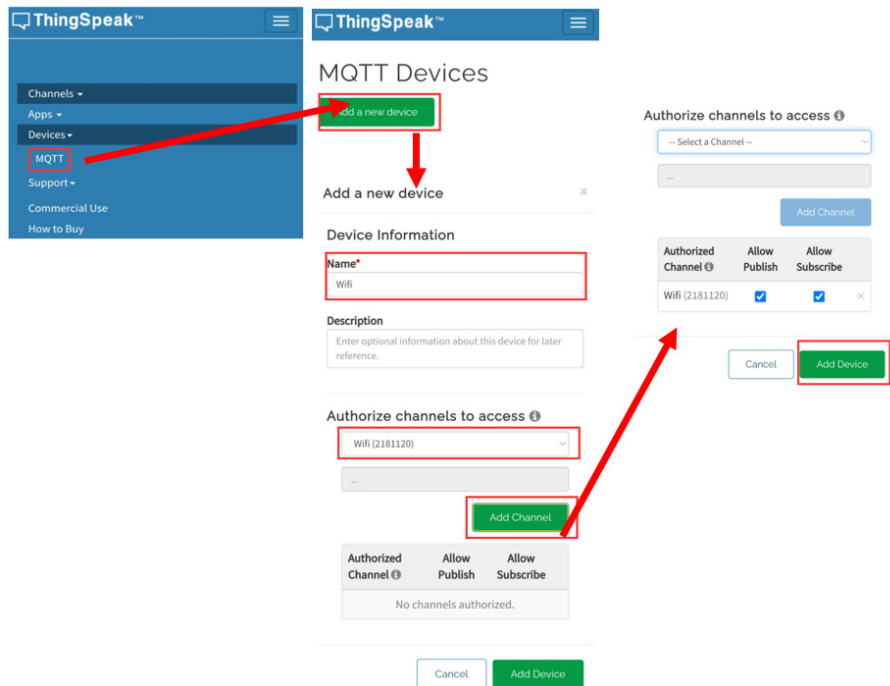 ThingSpeak™
Channels
Apps
Devices
MQTT
Support
Commercial Use
How to Buy
ThingSpeak™
MQTT Devices
Add a new device
Add a new device ×
Device Information
Name*
Wifi
Description
Enter optional information about this device for later
reference.
Authorize channels to access
Wifi (2181120)
...
Add Channel
Authorized Allow Allow
Channel Publish Subscribe
No channels authorized.
Cancel Add Device
Authorize channels to access
-- Select a Channel --
...
Add Channel
Authorized Allow Allow
Channel Publish Subscribe
Wifi (2181120) ×
Cancel Add Device